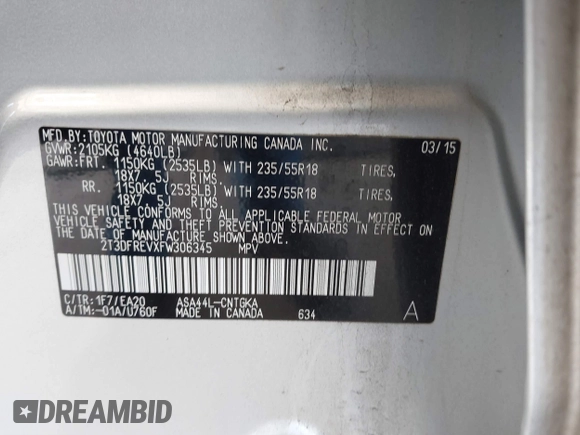 MFD.BY:TOYOTA MOTOR MANUFACTURING CANADA INC.
GVWR:2105KG (4640LB) 03/15
GAWR:FRT. 1150KG (2535LB) WITH 235/55R18 TIRES,
18X7. 5J RIMS.
RR. 1150KG (2535LB) WITH 235/55R18 TIRES,
18X7. 5J RIMS.
THIS VEHICLE CONFORMS TO ALL APPLICABLE FEDERAL MOTOR
VEHICLE SAFETY AND THEFT PREVENTION STANDARDS IN EFFECT ON
THE DATE OF MANUFACTURE SHOWN ABOVE.
2T3DFREVXFW306345 MPV
C/TR:1F7/EA20 ASA44L-CNTGKA
A/TM:-01A/U760F MADE IN CANADA 634 A
DREAMBID